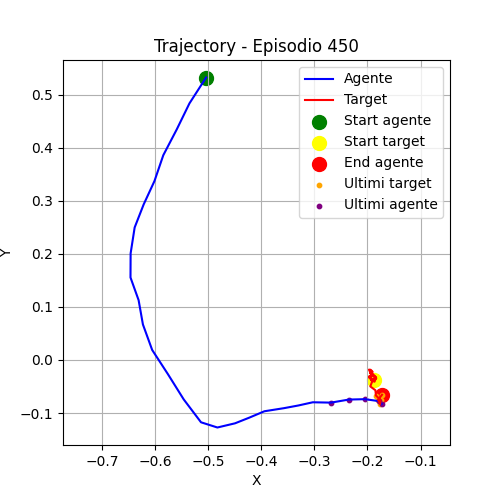 Trajectory - Episodio 450
Agente
Target
Start agente
Start target
End agente
Ultimi target
Ultimi agente
Y
0.5
0.4
0.3
0.2
0.1
0.0
−0.1
−0.7
−0.6
−0.5
−0.4
−0.3
−0.2
−0.1
X